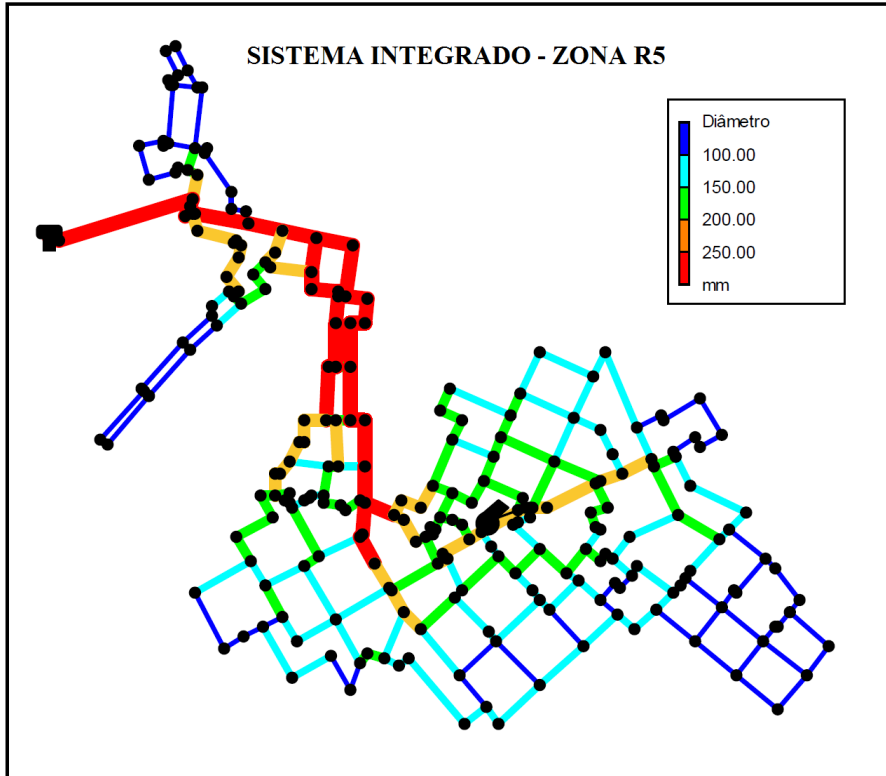 SISTEMA INTEGRADO - ZONA R5
Diâmetro
100.00
150.00
200.00
250.00
mm